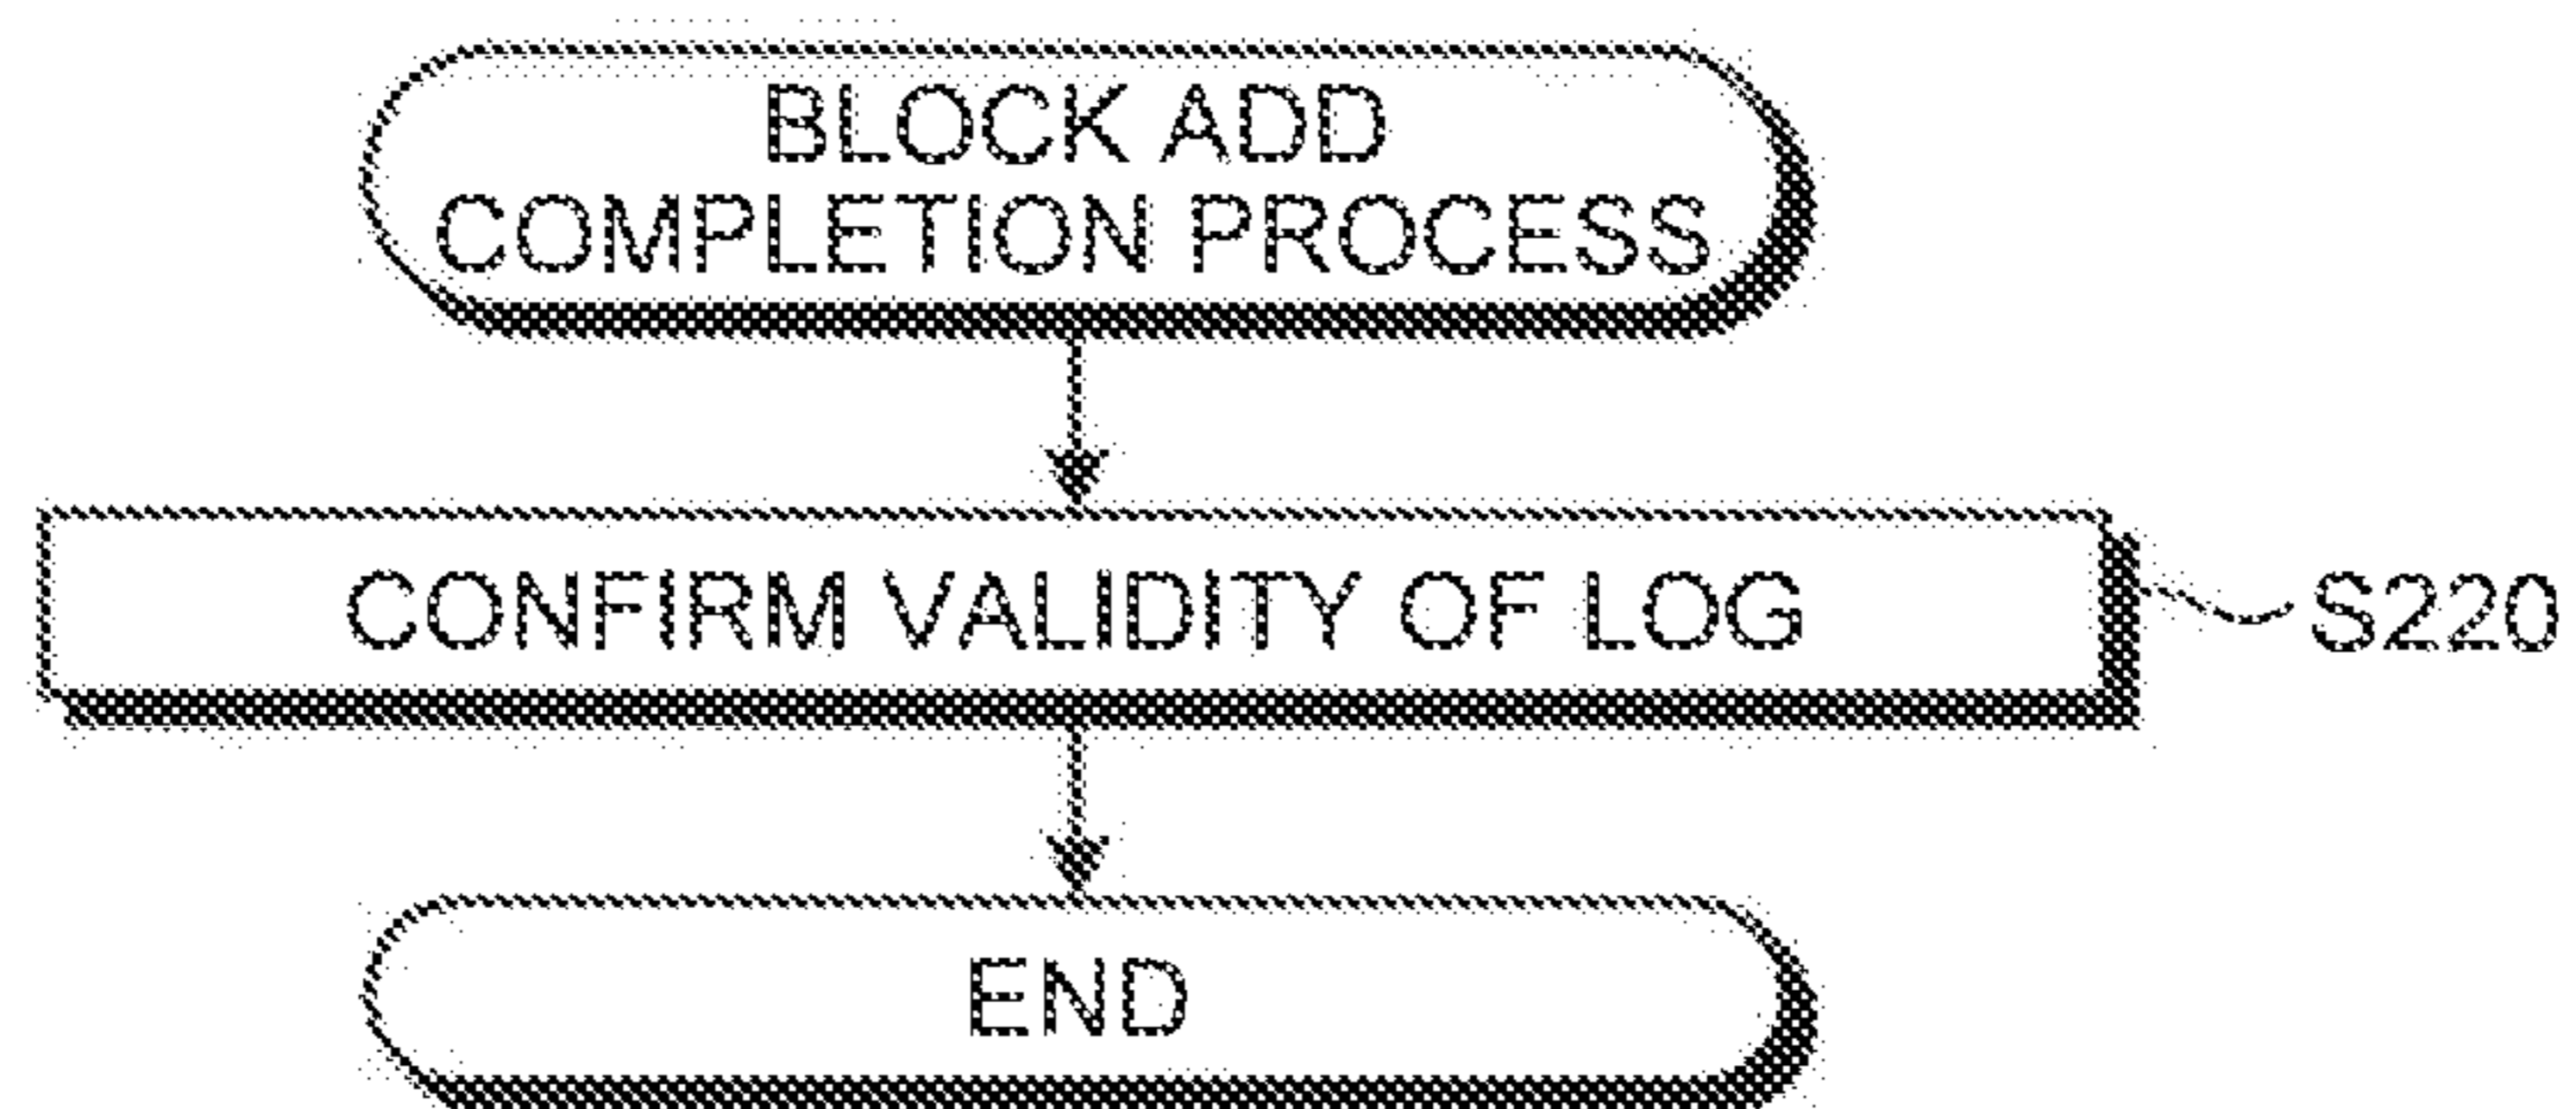 BLOCK ADD
COMPLETION PROCESS
CONFIRM VALIDITY OF LOG
S220
END